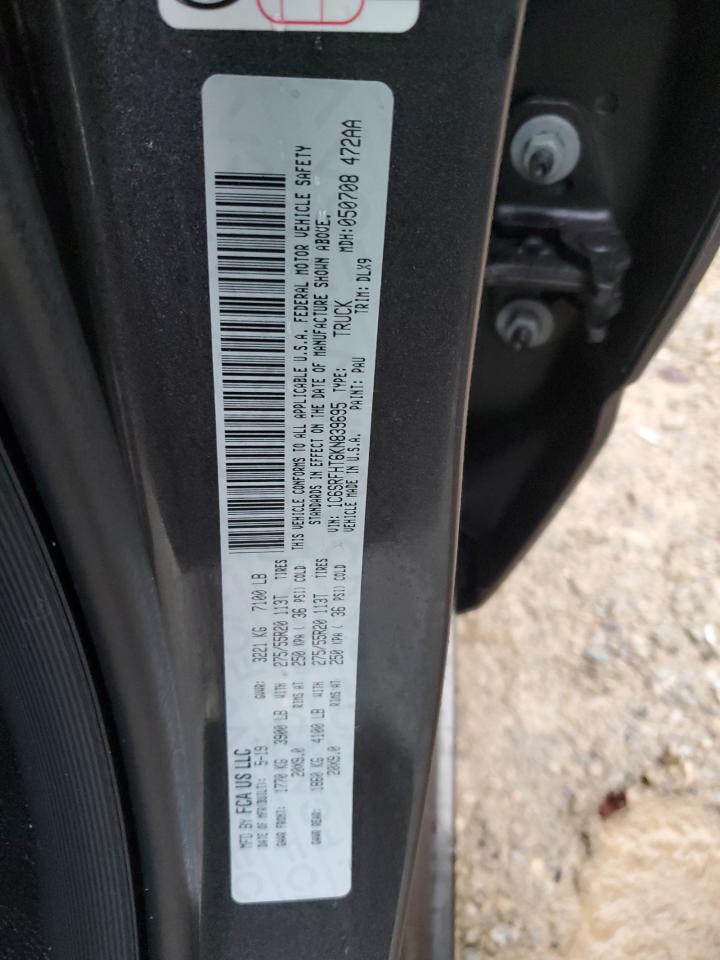 MFD BY FCA US LLC
DATE OF MFR(BUILT): 5-19 GVWR: 3221 KG 7100 LB
GAWR FRONT: 1770 KG 3900 LB WITH 275/55R20 113T TIRES
20X9.0 RIMS AT 250 KPA ( 36 PSI) COLD
GAWR REAR: 1860 KG 4100 LB WITH 275/55R20 113T TIRES
20X9.0 RIMS AT 250 KPA ( 36 PSI) COLD
THIS VEHICLE CONFORMS TO ALL APPLICABLE U.S.A. FEDERAL MOTOR VEHICLE SAFETY
STANDARDS IN EFFECT ON THE DATE OF MANUFACTURE SHOWN ABOVE.
VIN: 1C6SRFHT6KN839695 TYPE: TRUCK MDH:050708 472AA
VEHICLE MADE IN U.S.A. PAINT: PAU TRIM: DLX9